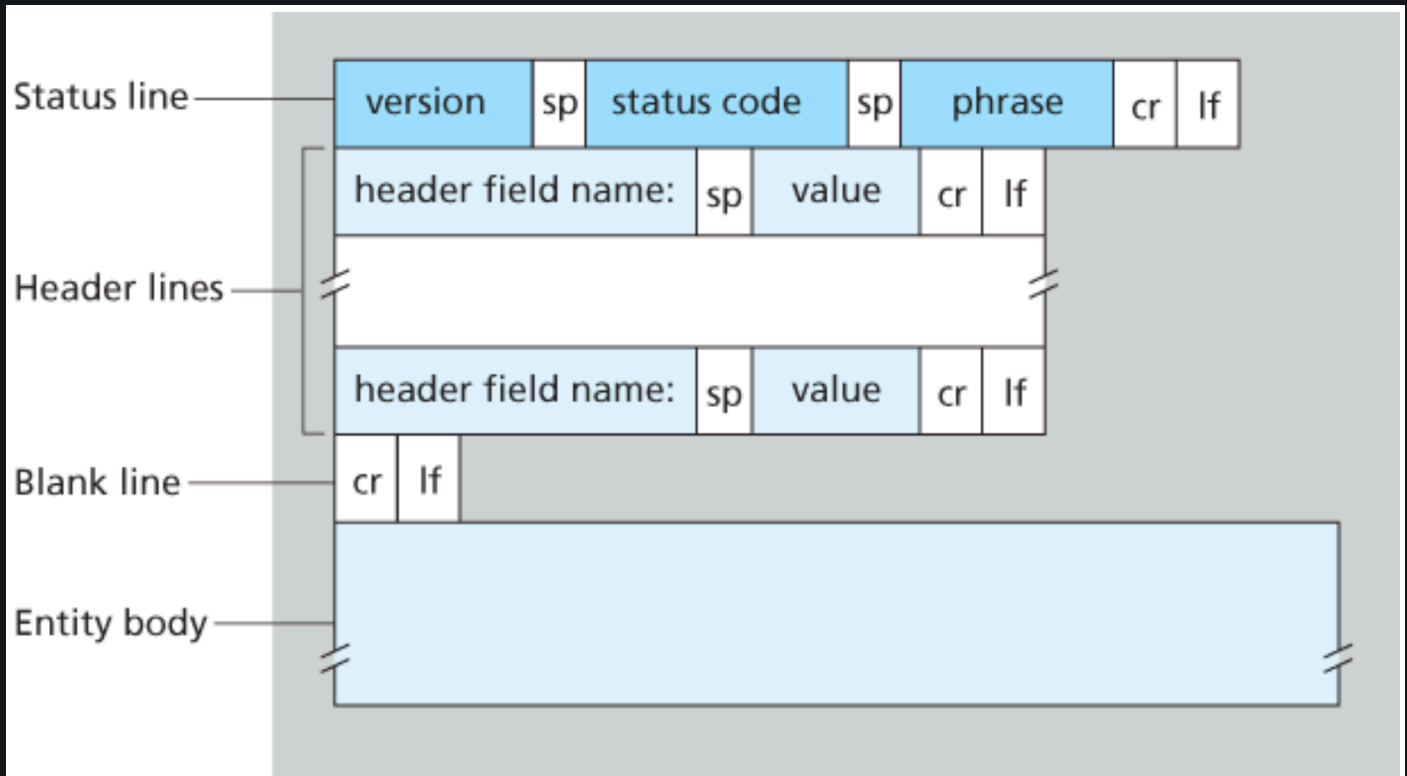 Status line version sp status code sp phrase cr lf
header field name: sp value cr lf
Header lines
header field name: sp value cr lf
Blank line cr lf
Entity body